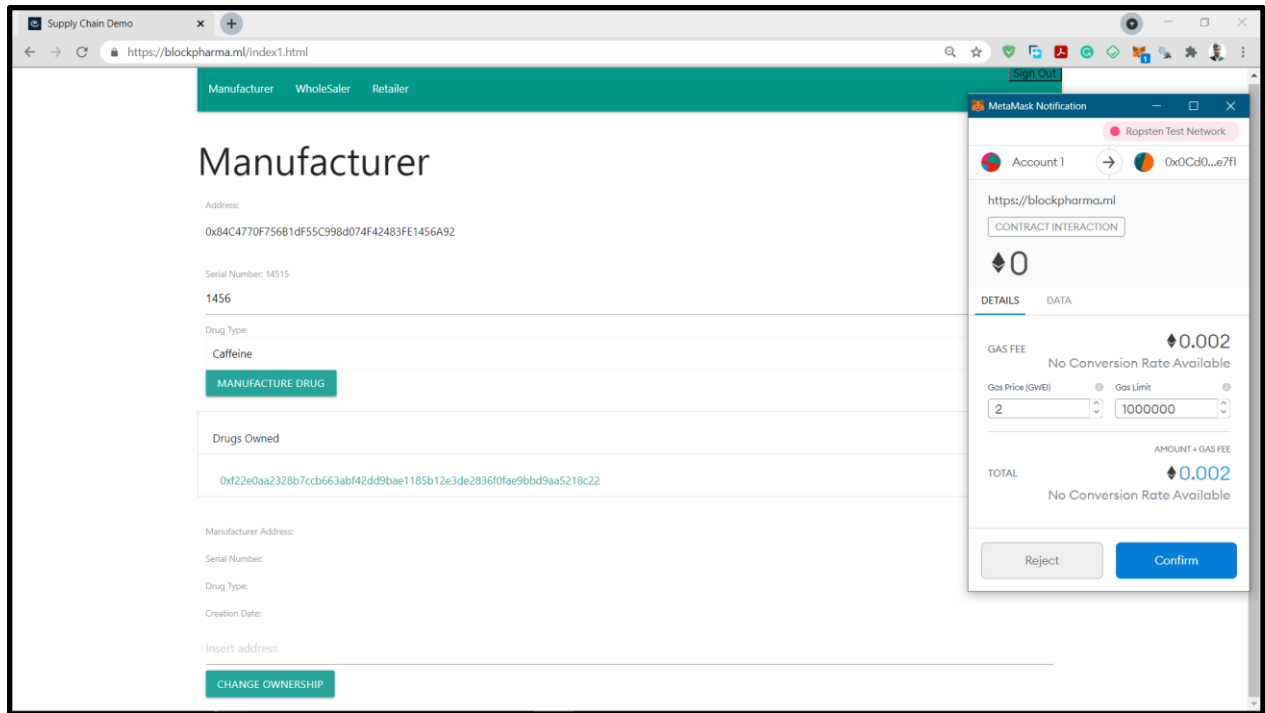 Supply Chain Demo
https://blockpharma.ml/index1.html
1
Manufacturer WholeSaler Retailer
Sign Out
Manufacturer
Address:
0x84C4770F756B1dF55C998d074F42483FE1456A92
Serial Number: 14515
1456
Drug Type:
Caffeine
MANUFACTURE DRUG
Drugs Owned
0xf22e0aa2328b7ccb663abf42dd9bae1185b12e3de2836f0fae9bbd9aa5218c22
Manufacturer Address:
Serial Number:
Drug Type:
Creation Date:
Insert address
CHANGE OWNERSHIP
MetaMask Notification
Ropsten Test Network
Account 1 0x0Cd0...e7f1
https://blockpharma.ml
CONTRACT INTERACTION
0
DETAILS DATA
GAS FEE 0.002
No Conversion Rate Available
Gas Price (GWEI) Gas Limit
2 1000000
AMOUNT + GAS FEE
TOTAL 0.002
No Conversion Rate Available
Reject Confirm